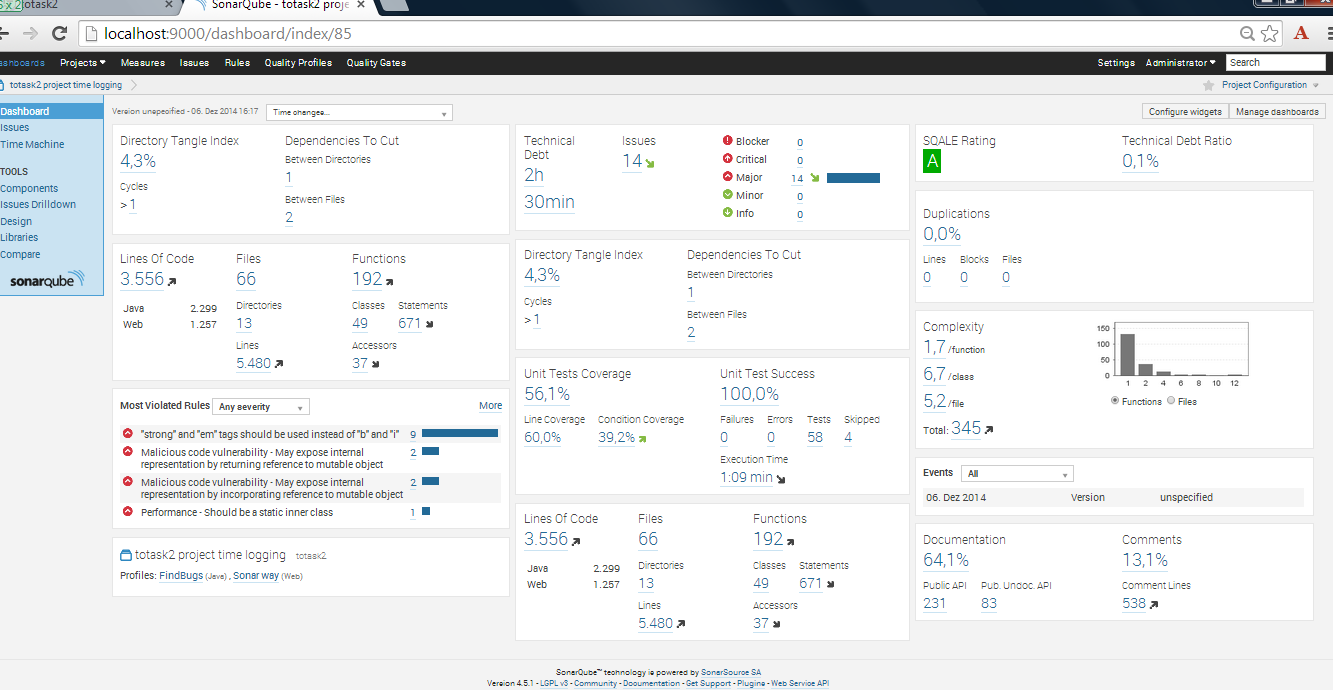 totask2
SonarQube - totask2 proje
localhost:9000/dashboard/index/85
Projects Measures Issues Rules Quality Profiles Quality Gates Settings Administrator Search
totask2 project time logging Project Configuration
Dashboard
Issues
Time Machine
TOOLS
Components
Issues Drilldown
Design
Libraries
Compare
sonarqube
Version unspecified - 06. Dez 2014 16:17 Time changes... Configure widgets Manage dashboards
Directory Tangle Index Dependencies To Cut
4,3% Between Directories
1
Cycles
> 1
Between Files
2
Lines Of Code Files Functions
3.556 66 192
Java 2.299
Web 1.257
Directories Classes Statements
13 49 671
Lines Accessors
5.480 37
Most Violated Rules Any severity More
"strong" and "em" tags should be used instead of "b" and "i" 9
Malicious code vulnerability - May expose internal 2
representation by returning reference to mutable object
Malicious code vulnerability - May expose internal 2
representation by incorporating reference to mutable object
Performance - Should be a static inner class 1
totask2 project time logging totask2
Profiles: FindBugs (Java) , Sonar way (Web)
Technical Debt Issues
2h 30min 14
Blocker 0
Critical 0
Major 14
Minor 0
Info 0
Directory Tangle Index Dependencies To Cut
4,3% Between Directories
1
Cycles
> 1
Between Files
2
Unit Tests Coverage Unit Test Success
56,1% 100,0%
Line Coverage Condition Coverage Failures Errors Tests Skipped
60,0% 39,2% 0 0 58 4
Execution Time
1:09 min
Lines Of Code Files Functions
3.556 66 192
Java 2.299
Web 1.257
Directories Classes Statements
13 49 671
Lines Accessors
5.480 37
SQALE Rating Technical Debt Ratio
A 0,1%
Duplications
0,0%
Lines Blocks Files
0 0 0
Complexity
1,7 /function
6,7 /class
5,2 /file
Total: 345
150
100
50
0
1 2 4 6 8 10 12
Functions Files
Events All
06. Dez 2014 Version unspecified
Documentation Comments
64,1% 13,1%
Public API Pub. Undoc. API Comment Lines
231 83 538
SonarQube™ technology is powered by SonarSource SA
Version 4.5.1 - LGPL v3 - Community - Documentation - Get Support - Plugins - Web Service API